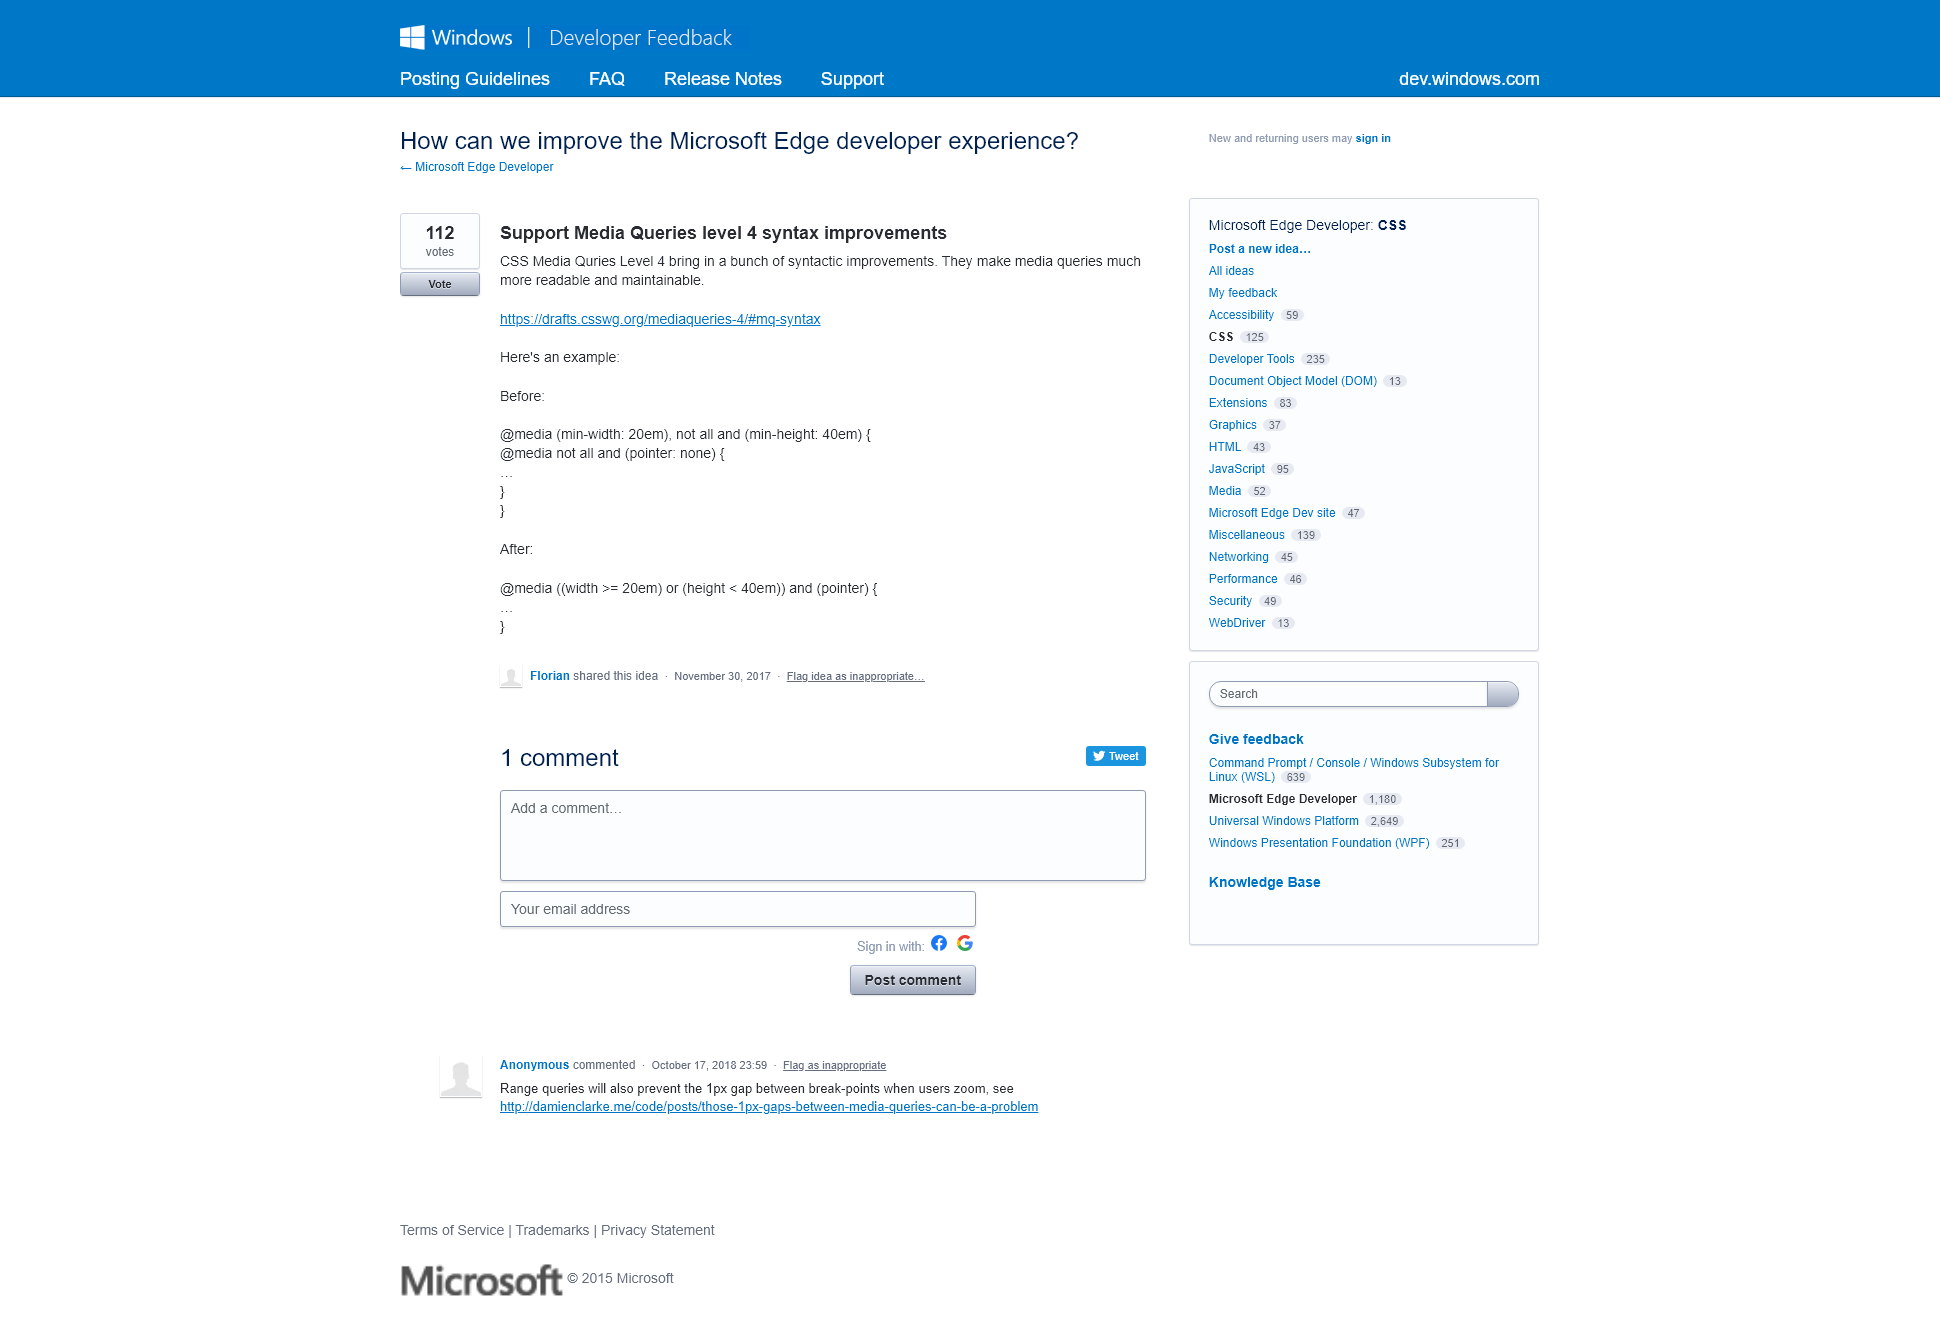 Windows | Developer Feedback
Posting Guidelines FAQ Release Notes Support dev.windows.com
How can we improve the Microsoft Edge developer experience?
← Microsoft Edge Developer
New and returning users may sign in
112
votes
Vote
Support Media Queries level 4 syntax improvements
CSS Media Quries Level 4 bring in a bunch of syntactic improvements. They make media queries much
more readable and maintainable.
https://drafts.csswg.org/mediaqueries-4/#mq-syntax
Here's an example:
Before:
@media (min-width: 20em), not all and (min-height: 40em) {
@media not all and (pointer: none) {
…
}
}
After:
@media ((width >= 20em) or (height < 40em)) and (pointer) {
…
}
Florian shared this idea · November 30, 2017 · Flag idea as inappropriate…
1 comment
Tweet
Add a comment…
Your email address
Sign in with:
Post comment
Anonymous commented · October 17, 2018 23:59 · Flag as inappropriate
Range queries will also prevent the 1px gap between break-points when users zoom, see
http://damienclarke.me/code/posts/those-1px-gaps-between-media-queries-can-be-a-problem
Microsoft Edge Developer: CSS
Post a new idea…
All ideas
My feedback
Accessibility 59
CSS 125
Developer Tools 235
Document Object Model (DOM) 13
Extensions 83
Graphics 37
HTML 43
JavaScript 95
Media 52
Microsoft Edge Dev site 47
Miscellaneous 139
Networking 45
Performance 46
Security 49
WebDriver 13
Search
Give feedback
Command Prompt / Console / Windows Subsystem for
Linux (WSL) 639
Microsoft Edge Developer 1,180
Universal Windows Platform 2,649
Windows Presentation Foundation (WPF) 251
Knowledge Base
Terms of Service | Trademarks | Privacy Statement
Microsoft © 2015 Microsoft